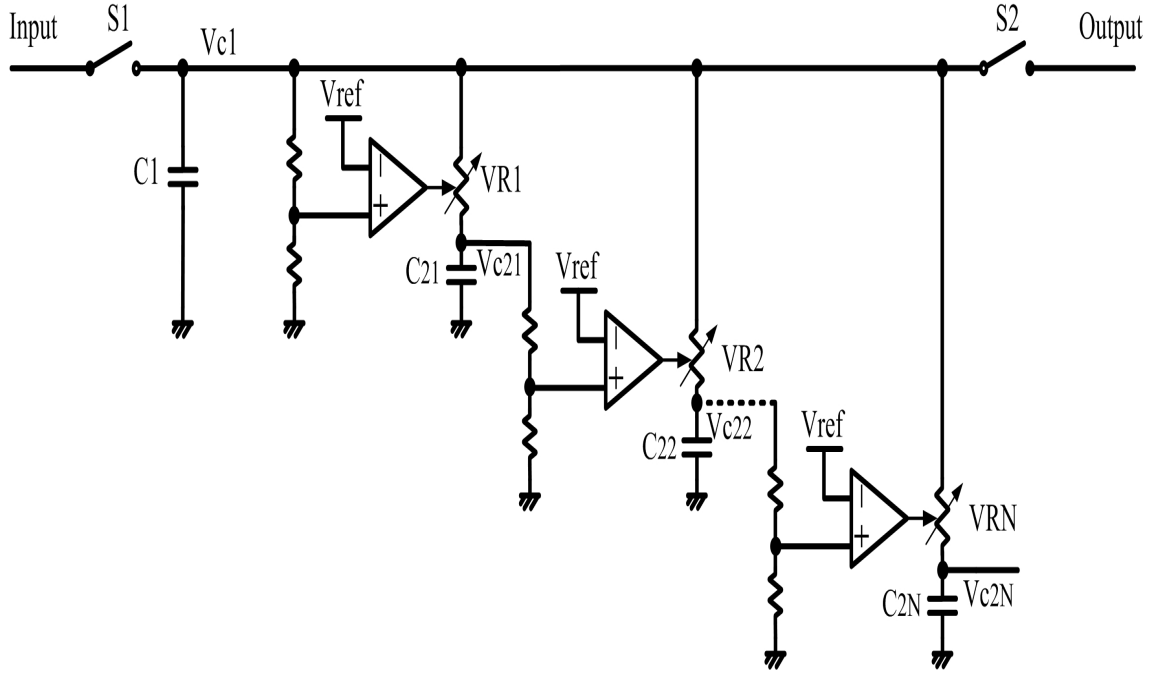 Input
S1
Vc1
S2
Output
Vref
C1
−
+
VR1
C21
Vc21
Vref
−
+
VR2
C22
Vc22
Vref
−
+
VRN
C2N
Vc2N